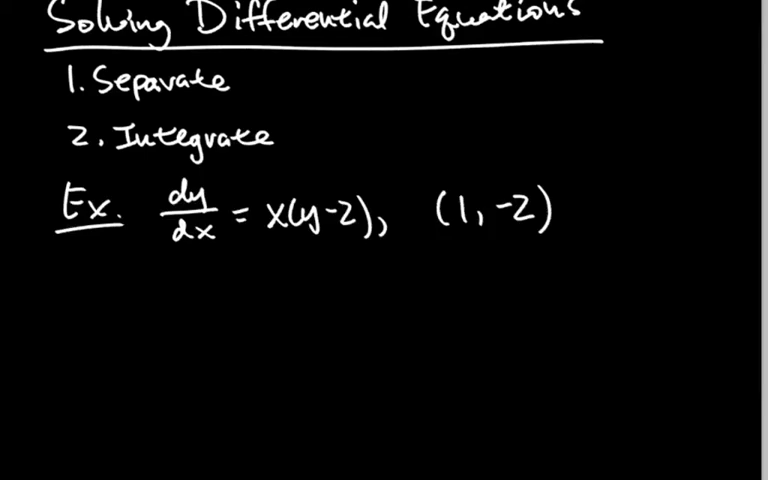 Solving Differential Equations
1. Separate
2. Integrate
Ex. dy/dx = x(y-2), (1, -2)